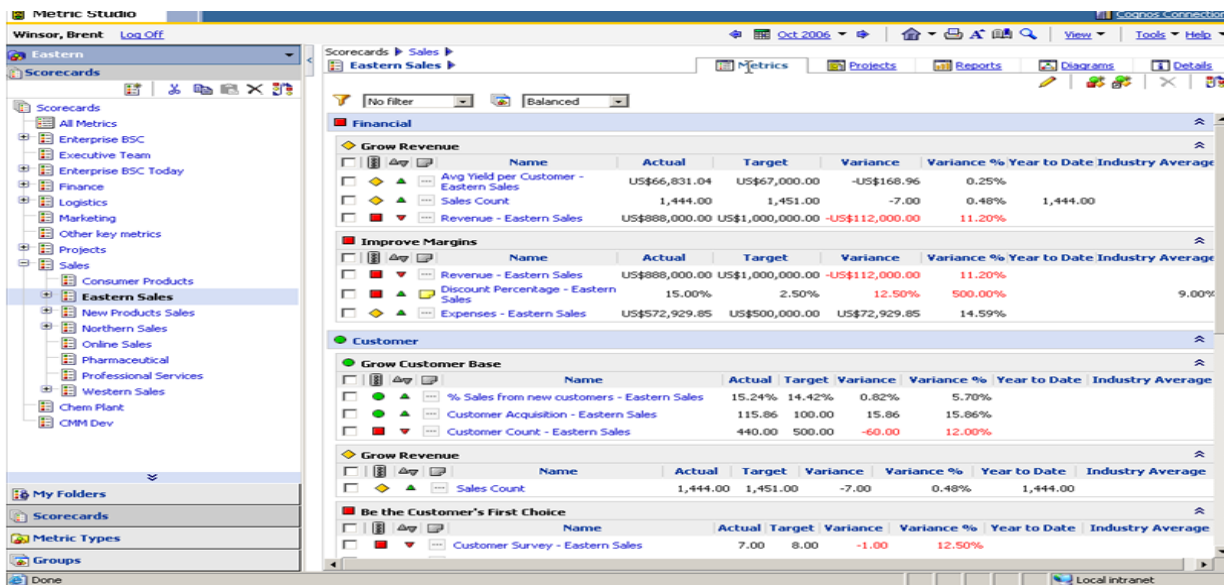 Metric Studio
Cognos Connection
Winsor, Brent Log Off
Oct 2006 View Tools Help
Eastern
Scorecards
Scorecards
All Metrics
Enterprise BSC
Executive Team
Enterprise BSC Today
Finance
Logistics
Marketing
Other key metrics
Projects
Sales
Consumer Products
Eastern Sales
New Products Sales
Northern Sales
Online Sales
Pharmaceutical
Professional Services
Western Sales
Chem Plant
CMM Dev
My Folders
Scorecards
Metric Types
Groups
Scorecards Sales
Eastern Sales
Metrics Projects Reports Diagrams Details
No filter Balanced
Financial
Grow Revenue
Name Actual Target Variance Variance % Year to Date Industry Average
Avg Yield per Customer - Eastern Sales US$66,831.04 US$67,000.00 -US$168.96 0.25%
Sales Count 1,444.00 1,451.00 -7.00 0.48% 1,444.00
Revenue - Eastern Sales US$888,000.00 US$1,000,000.00 -US$112,000.00 11.20%
Improve Margins
Name Actual Target Variance Variance % Year to Date Industry Average
Revenue - Eastern Sales US$888,000.00 US$1,000,000.00 -US$112,000.00 11.20%
Discount Percentage - Eastern Sales 15.00% 2.50% 12.50% 500.00% 9.00%
Expenses - Eastern Sales US$572,929.85 US$500,000.00 US$72,929.85 14.59%
Customer
Grow Customer Base
Name Actual Target Variance Variance % Year to Date Industry Average
% Sales from new customers - Eastern Sales 15.24% 14.42% 0.82% 5.70%
Customer Acquisition - Eastern Sales 115.86 100.00 15.86 15.86%
Customer Count - Eastern Sales 440.00 500.00 -60.00 12.00%
Grow Revenue
Name Actual Target Variance Variance % Year to Date Industry Average
Sales Count 1,444.00 1,451.00 -7.00 0.48% 1,444.00
Be the Customer's First Choice
Name Actual Target Variance Variance % Year to Date Industry Average
Customer Survey - Eastern Sales 7.00 8.00 -1.00 12.50%
Done Local intranet